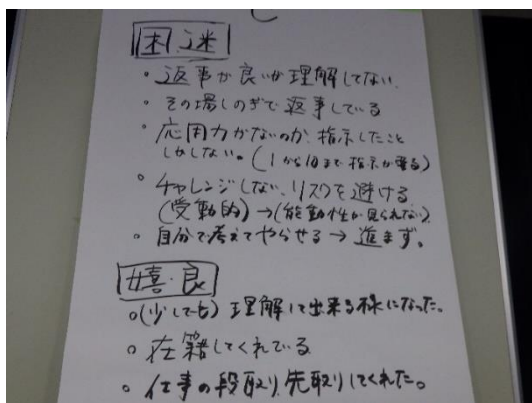 困.迷
・返事が良いが理解してない
・その場しのぎで返事している
・応用力がないのか、指示したこと
しかしない。(1から10まで指示が要る)
・チャレンジしない、リスクを避ける
(受動的)→(能動性が見られない)
・自分で考えてやらせる→進まず。
嬉・良
○(少しでも)理解して出来る様になった。
○在籍してくれている
・仕事の段取り、先取りしてくれた。